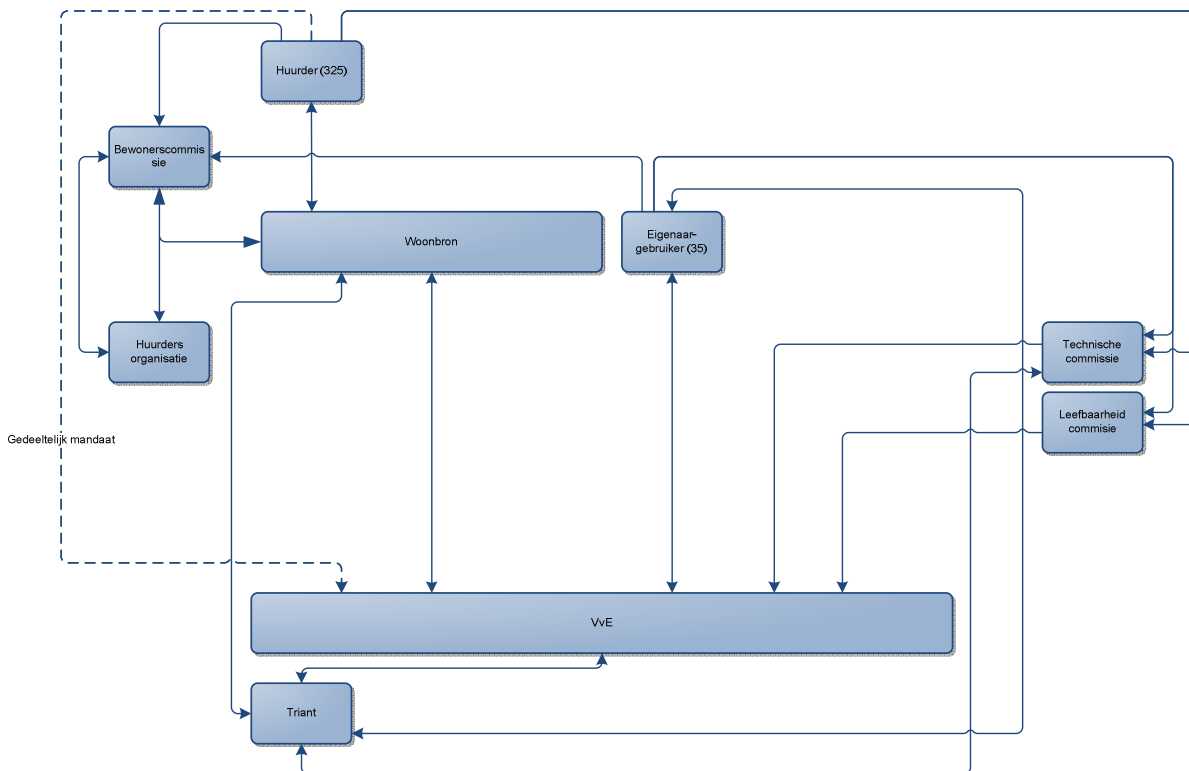 Huurder (325)
Bewonerscommis
sie
Woonbron
Eigenaar-
gebruiker (35)
Huurders
organisatie
Technische
commissie
Leefbaarheid
commisie
Gedeeltelijk mandaat
VvE
Triant